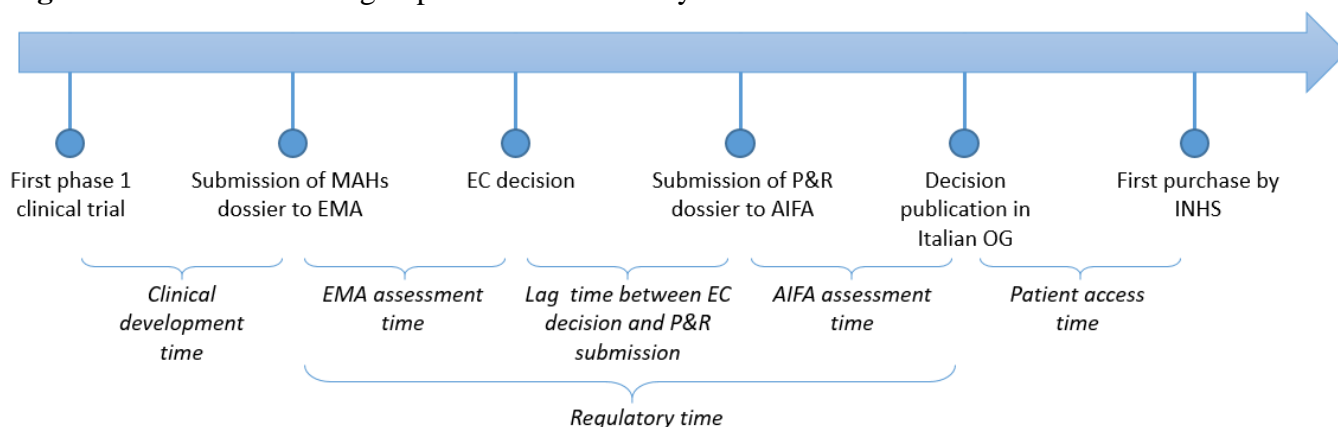 First phase 1
clinical trial
Submission of MAHs
dossier to EMA
EC decision
Submission of P&R
dossier to AIFA
Decision
publication in
Italian OG
First purchase by
INHS
Clinical
development
time
EMA assessment
time
Lag time between EC
decision and P&R
submission
AIFA assessment
time
Patient access
time
Regulatory time